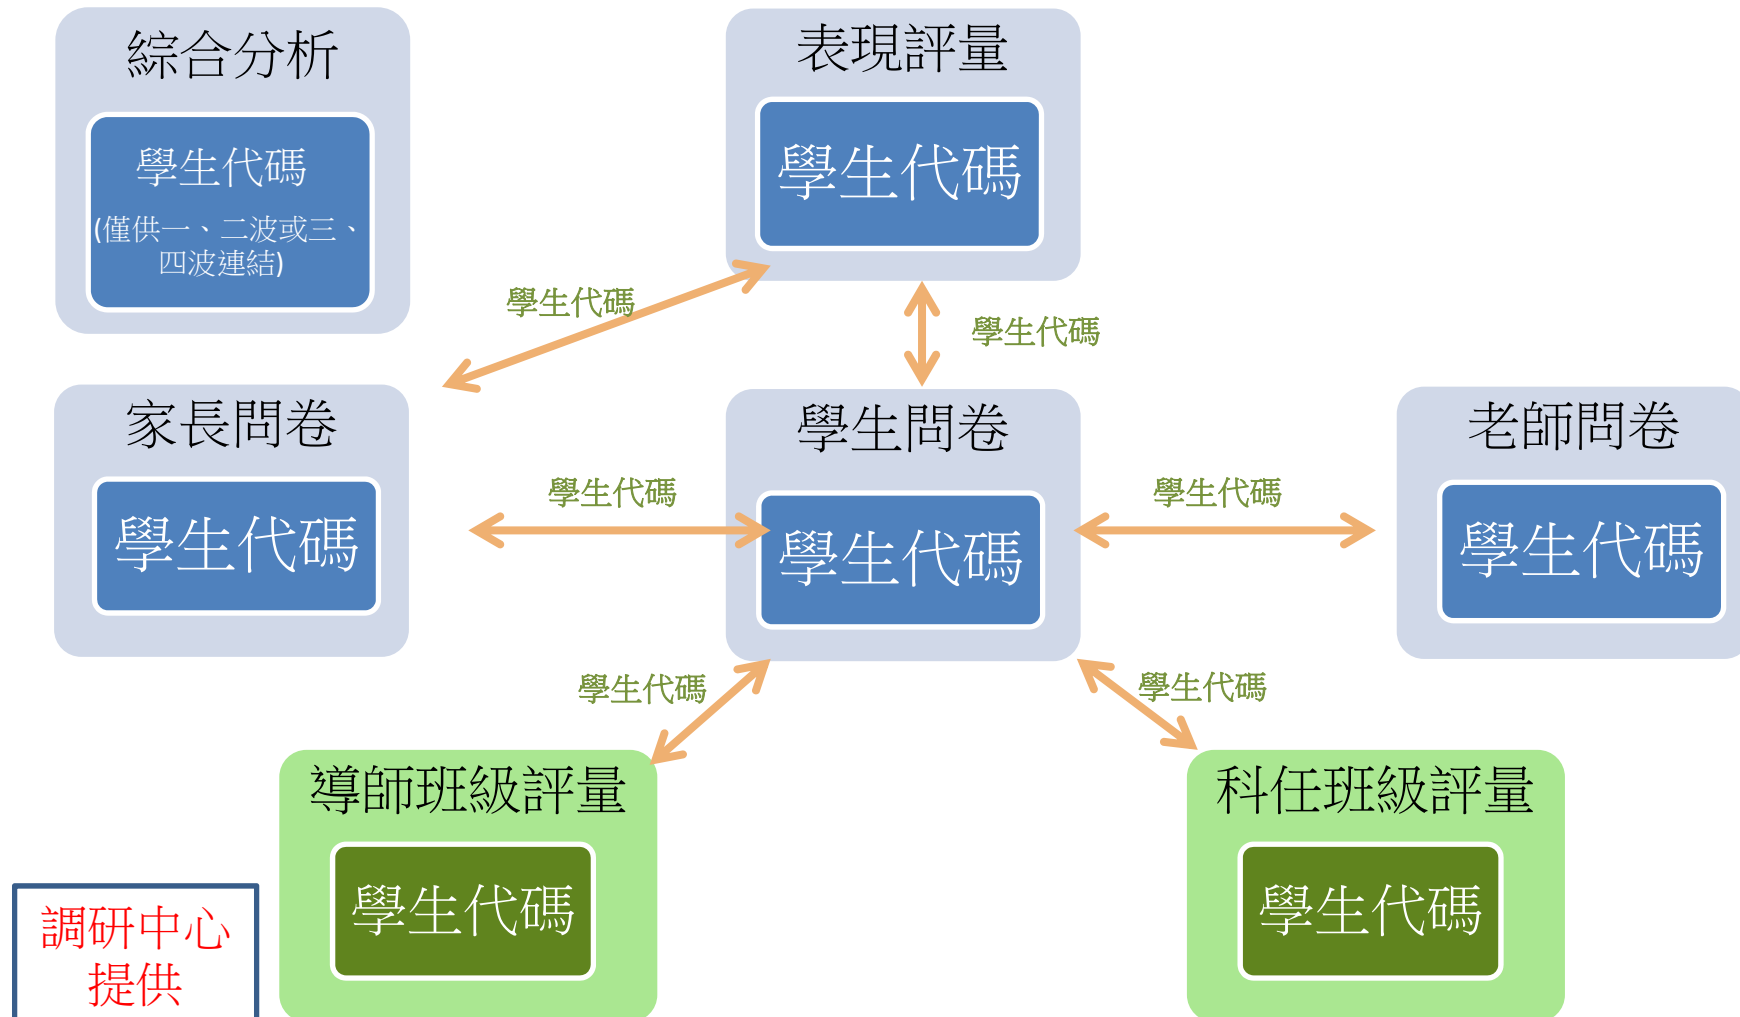 綜合分析
學生代碼
(僅供一、二波或三、
四波連結)
表現評量
學生代碼
學生代碼
學生代碼
家長問卷
學生代碼
學生代碼
學生問卷
學生代碼
學生代碼
老師問卷
學生代碼
學生代碼
學生代碼
導師班級評量
學生代碼
科任班級評量
學生代碼
調研中心
提供